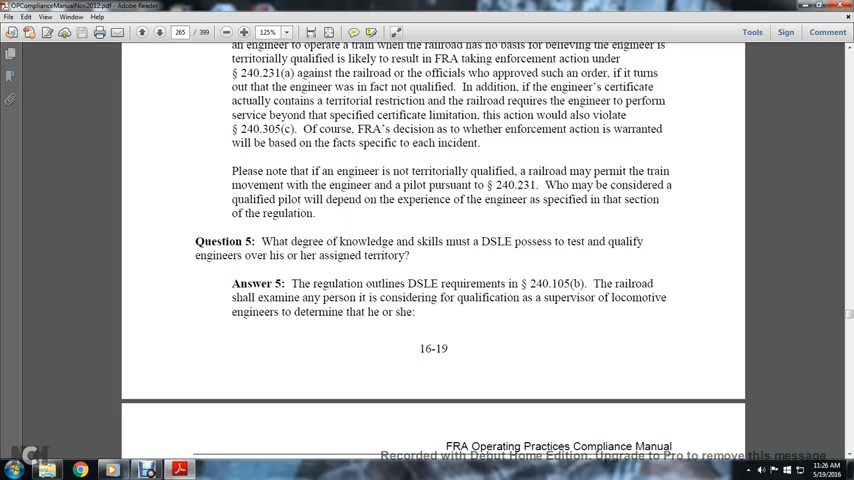 OPComplianceManualNov2012.pdf - Adobe Reader
File Edit View Window Help
265 / 399 125% Tools Sign Comment
an engineer to operate a train when the railroad has no basis for believing the engineer is
territorially qualified is likely to result in FRA taking enforcement action under
§ 240.231(a) against the railroad or the officials who approved such an order, if it turns
out that the engineer was in fact not qualified. In addition, if the engineer's certificate
actually contains a territorial restriction and the railroad requires the engineer to perform
service beyond that specified certificate limitation, this action would also violate
§ 240.305(c). Of course, FRA's decision as to whether enforcement action is warranted
will be based on the facts specific to each incident.
Please note that if an engineer is not territorially qualified, a railroad may permit the train
movement with the engineer and a pilot pursuant to § 240.231. Who may be considered a
qualified pilot will depend on the experience of the engineer as specified in that section
of the regulation.
Question 5: What degree of knowledge and skills must a DSLE possess to test and qualify
engineers over his or her assigned territory?
Answer 5: The regulation outlines DSLE requirements in § 240.105(b). The railroad
shall examine any person it is considering for qualification as a supervisor of locomotive
engineers to determine that he or she:
16-19
FRA Operating Practices Compliance Manual
Recorded with Debut Home Edition. Upgrade to Pro to remove this message
NCH
11:26 AM
5/19/2016